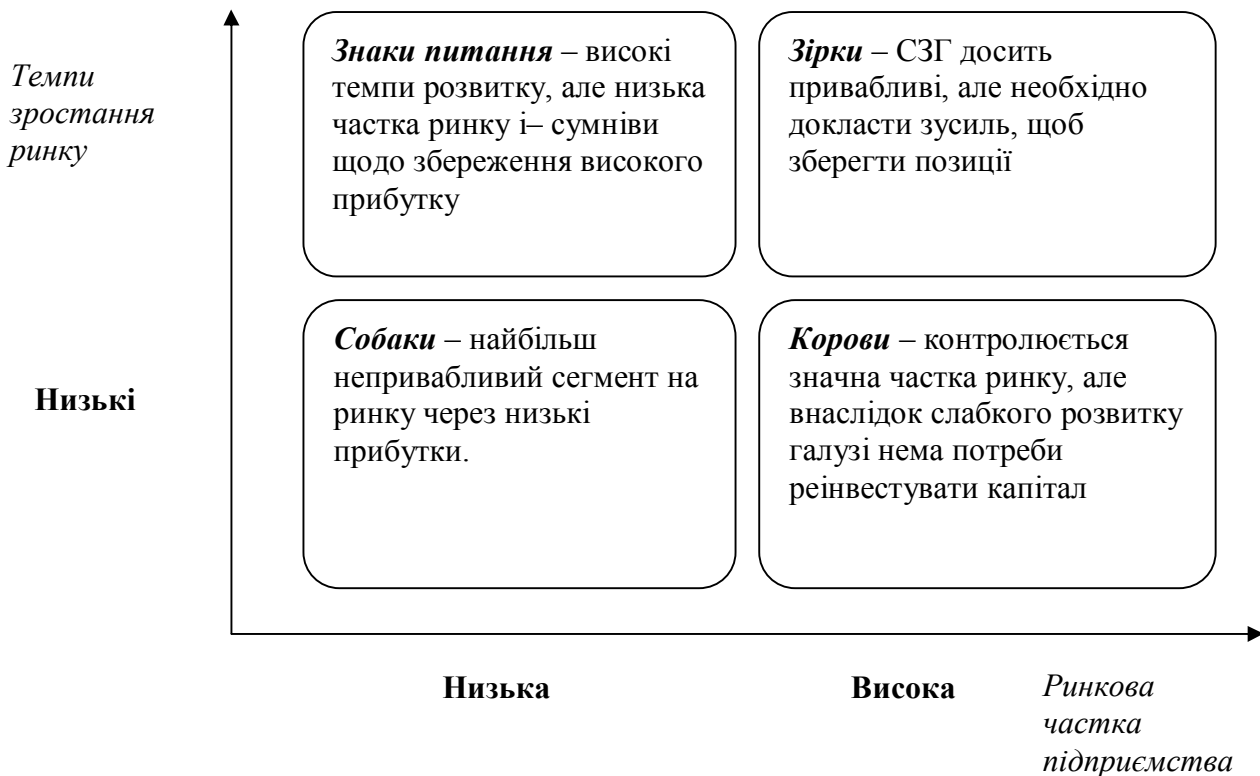 Темпи
зростання
ринку
Знаки питання – високі
темпи розвитку, але низька
частка ринку і– сумніви
щодо збереження високого
прибутку
Зірки – СЗГ досить
привабливі, але необхідно
докласти зусиль, щоб
зберегти позиції
Низькі
Собаки – найбільш
непривабливий сегмент на
ринку через низькі
прибутки.
Корови – контролюється
значна частка ринку, але
внаслідок слабкого розвитку
галузі нема потреби
реінвестувати капітал
Низька
Висока
Ринкова
частка
підприємства